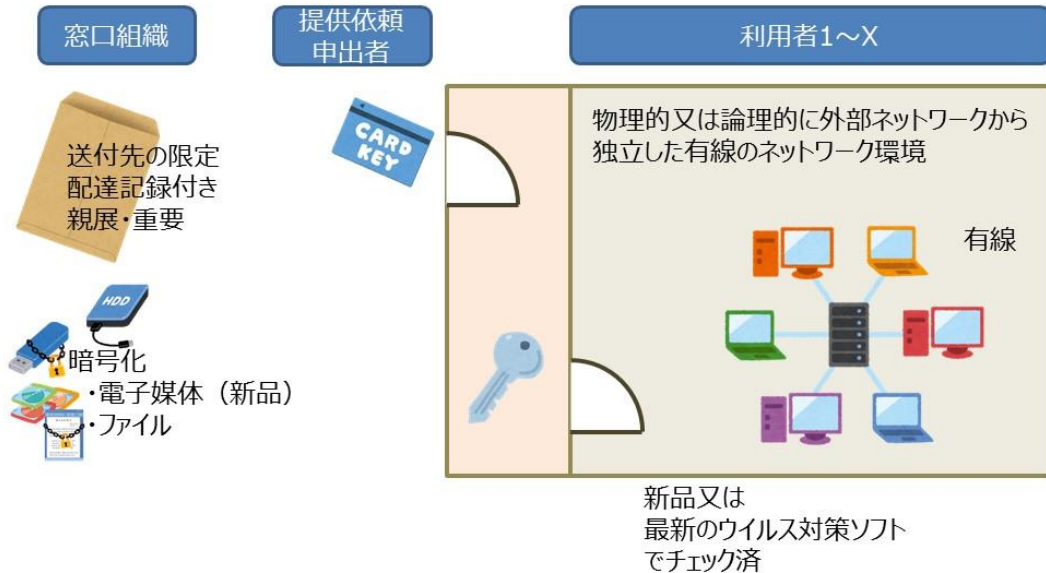 窓口組織
提供依頼
申出者
利用者1～X
送付先の限定
配達記録付き
親展・重要
CARD
KEY
物理的又は論理的に外部ネットワークから
独立した有線のネットワーク環境
有線
HDD
暗号化
・電子媒体（新品）
・ファイル
新品又は
最新のウイルス対策ソフト
でチェック済